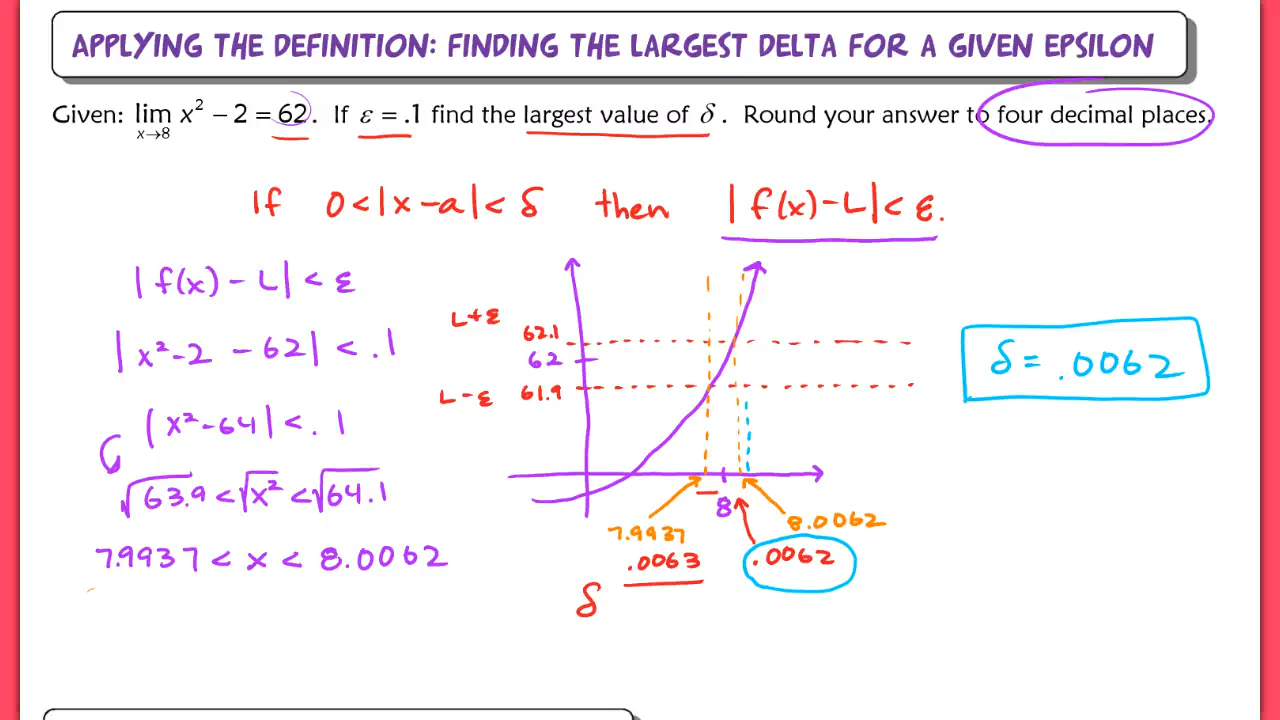 APPLYING THE DEFINITION: FINDING THE LARGEST DELTA FOR A GIVEN EPSILON
Given: lim x→8 x² − 2 = 62. If ε = .1 find the largest value of δ. Round your answer to four decimal places.
If 0 < |x − a| < δ then |f(x) − L| < ε.
|f(x) − L| < ε
|x² − 2 − 62| < .1
|x² − 64| < .1
√63.9 < √x² < √64.1
7.9937 < x < 8.0062
L + ε
62.1
62
L − ε 61.9
8
7.9937 8.0062
.0063 .0062
δ
δ = .0062